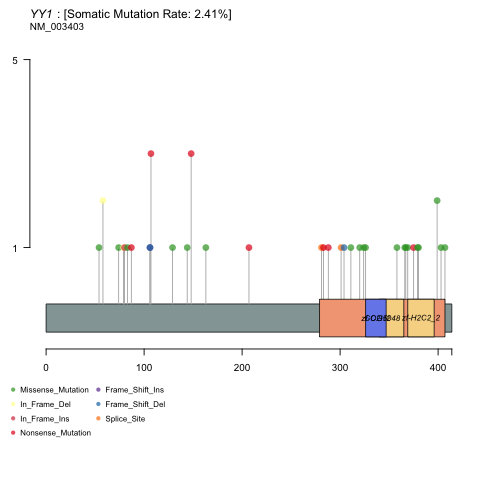 YY1 : [Somatic Mutation Rate: 2.41%]
NM_003403
5
1
zf-H2C2_2
0
100
200
300
400
Missense_Mutation
In_Frame_Del
In_Frame_Ins
Nonsense_Mutation
Frame_Shift_Ins
Frame_Shift_Del
Splice_Site